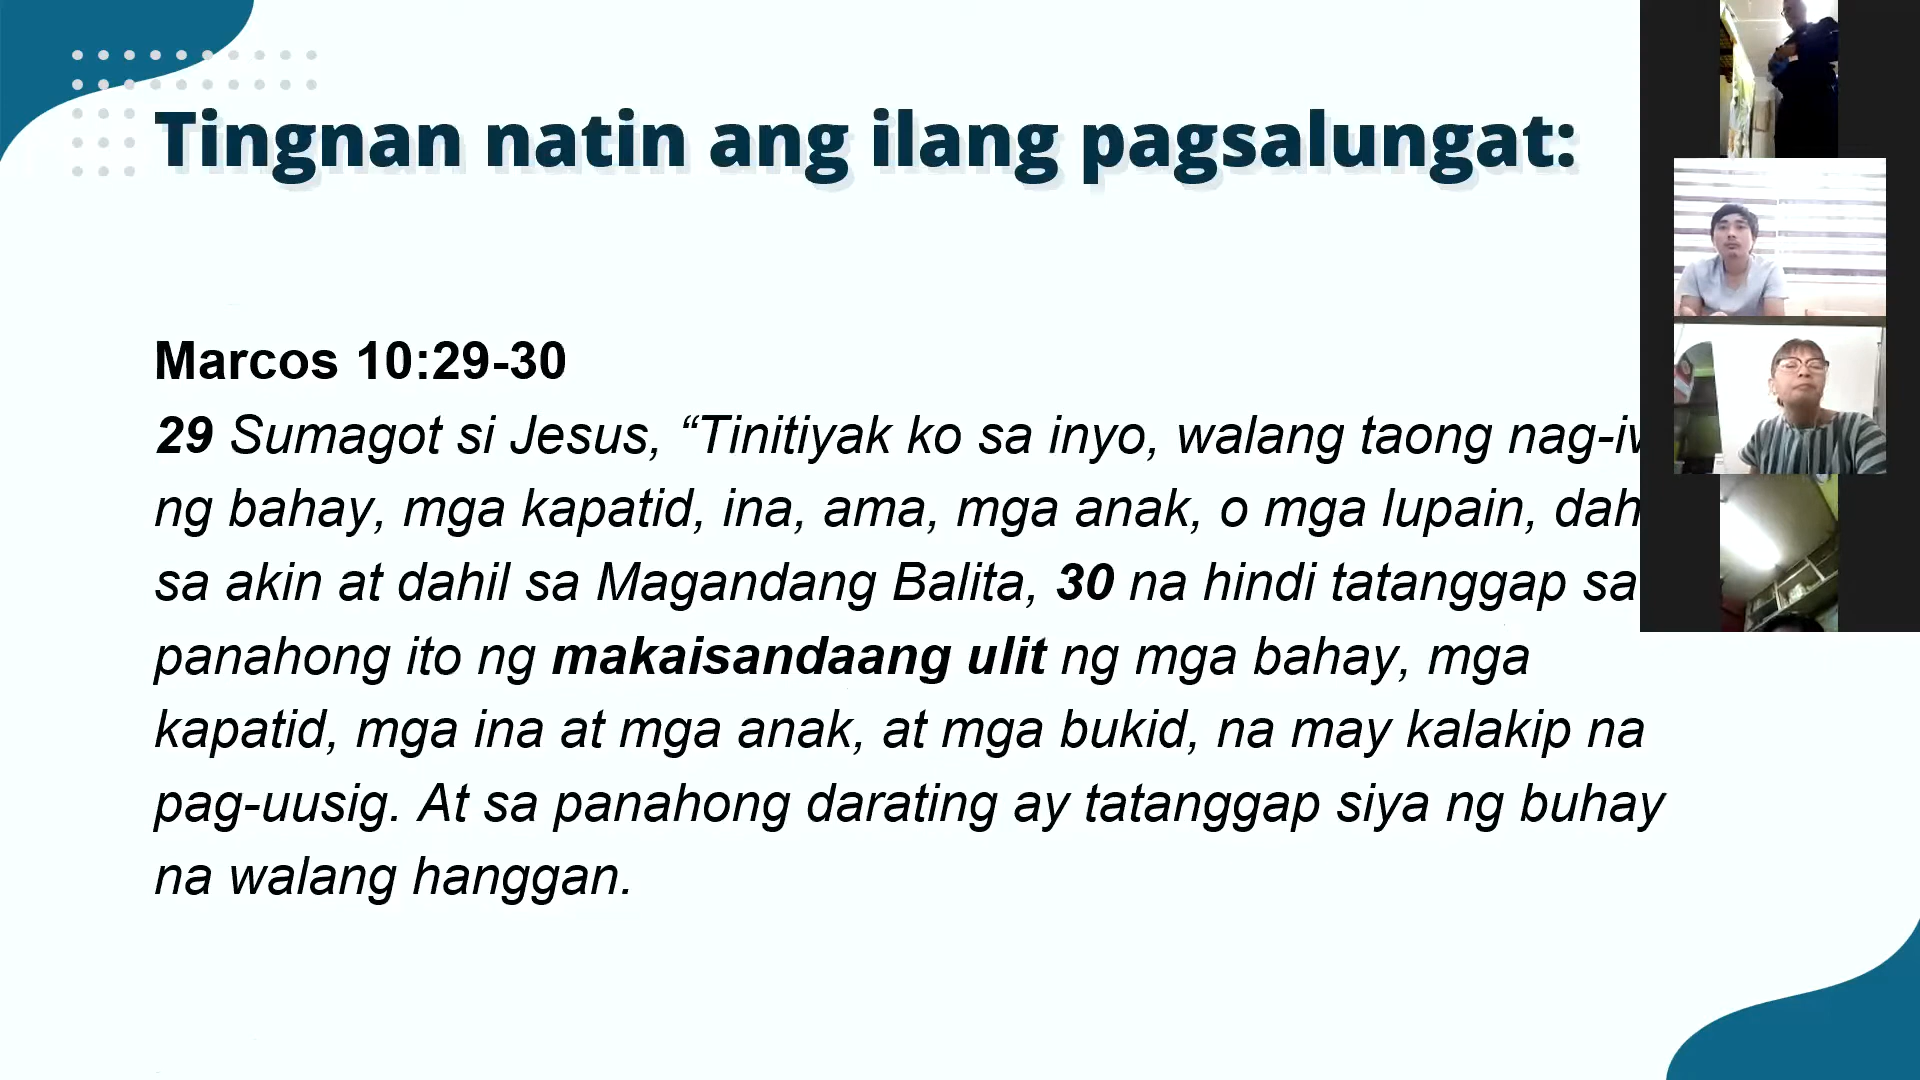 Tingnan natin ang ilang pagsalungat:
Marcos 10:29-30
29 Sumagot si Jesus, “Tinitiyak ko sa inyo, walang taong
ng bahay, mga kapatid, ina, ama, mga anak, o mga lupain,
sa akin at dahil sa Magandang Balita, 30 na hindi tatanggap sa
panahong ito ng makaisandaang ulit ng mga bahay, mga
kapatid, mga ina at mga anak, at mga bukid, na may kalakip na
pag-uusig. At sa panahong darating ay tatanggap siya ng buhay
na walang hanggan.